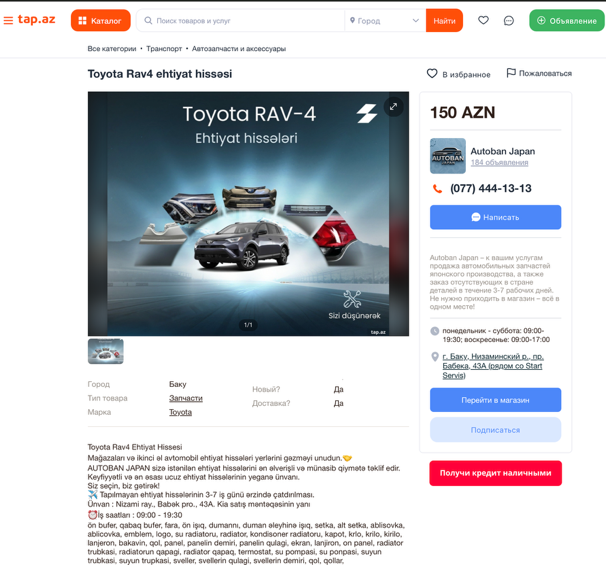 tap.az
Каталог
Поиск товаров и услуг
Город
Найти
Объявление
Все категории • Транспорт • Автозапчасти и аксессуары
Toyota Rav4 ehtiyat hissəsi
В избранное
Пожаловаться
Toyota RAV-4
Ehtiyat hissələri
Sizi düşünərək
1/1
tap.az
150 AZN
AUTOBAN
Autoban Japan
184 объявления
(077) 444-13-13
Написать
Autoban Japan – к вашим услугам
продажа автомобильных запчастей
японского производства, а также
заказ отсутствующих в стране
деталей в течение 3-7 рабочих дней.
Не нужно приходить в магазин – всё в
одном месте!
понедельник - суббота: 09:00-
19:30; воскресенье: 09:00-17:00
г. Баку, Низаминский р., пр.
Бабека, 43A (рядом со Start
Servis)
Перейти в магазин
Подписаться
Получи кредит наличными
Город Баку
Тип товара Запчасти
Марка Toyota
Новый? Да
Доставка? Да
Toyota Rav4 Ehtiyat Hissesi
Mağazaları və ikinci əl avtomobil ehtiyat hissələri yerlərini gəzməyi unudun.🤝
AUTOBAN JAPAN sizə istənilən ehtiyat hissələrini ən əlverişli və münasib qiymətə təklif edir.
Keyfiyyətli və ən əsası ucuz ehtiyat hissələrinin yeganə ünvanı.
Siz seçin, biz gətirək!
✈️ Tapılmayan ehtiyat hissələrinin 3-7 iş günü ərzində çatdırılması.
Ünvan : Nizami ray., Babək pro., 43A. Kia satış məntəqəsinin yanı
⏰İş saatları : 09:00 - 19:30
ön bufer, qabaq bufer, fara, ön işıq, dumannı, duman əleyhinə işıq, setka, alt setka, ablisovka,
ablicovka, emblem, logo, su radiatoru, radiator, kondisoner radiatoru, kapot, krlo, krilo, kirilo,
lanjeron, bakavin, qol, panel, panelin demiri, panelin qulagi, ekran, lanjiron, on panel, radiator
trubkasi, radiatorun qapagi, radiator qapaq, termostat, su pompasi, su ponpasi, suyun
trubkasi, suyun trupkasi, sveller, svellerin qulagi, svellerin demiri, qol, qollar,